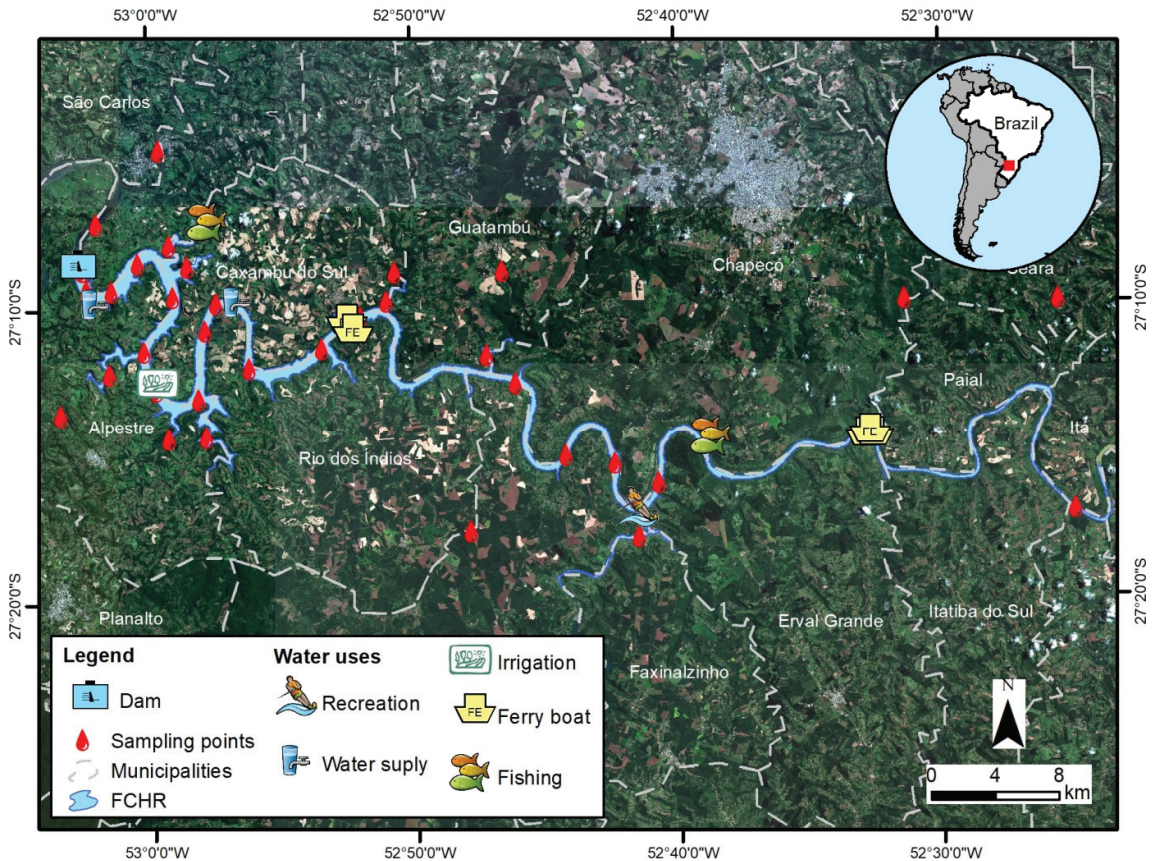 53°0'0"W
52°50'0"W
52°40'0"W
52°30'0"W
São Carlos
Brazil
Guatambú
Chapecó
Ceara
Caxambu do Sul
27°10'0"S
27°10'0"S
FE
FE
Paial
Alpestre
Itá
Rio dos Índios
27°20'0"S
27°20'0"S
Planalto
Erval Grande
Itatiba do Sul
Faxinalzinho
Legend
Dam
Sampling points
Municipalities
FCHR
Water uses
Recreation
Water suply
Irrigation
FE
Ferry boat
Fishing
N
0 4 8
km
53°0'0"W
52°50'0"W
52°40'0"W
52°30'0"W